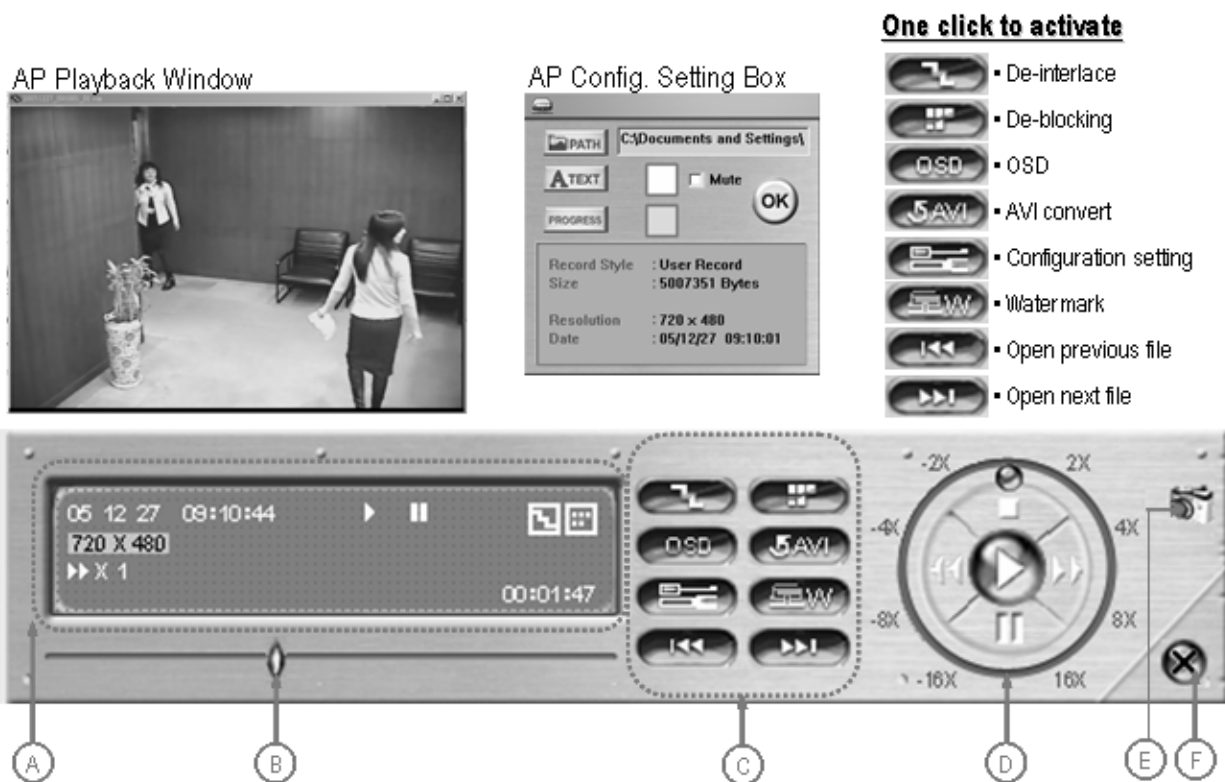 One click to activate
AP Playback Window
AP Config. Setting Box
PATH
C:\Documents and Settings\
A TEXT
Mute
OK
PROGRESS
Record Style : User Record
Size : 5007351 Bytes
Resolution : 720 x 480
Date : 05/12/27 09:10:01
▪ De-interlace
▪ De-blocking
OSD ▪ OSD
AVI ▪ AVI convert
▪ Configuration setting
W ▪ Watermark
▪ Open previous file
▪ Open next file
05 12 27 09:10:44
720 X 480
X 1
00:01:47
OSD
AVI
W
-2X
2X
-4X
4X
-8X
8X
-16X
16X
A
B
C
D
E
F